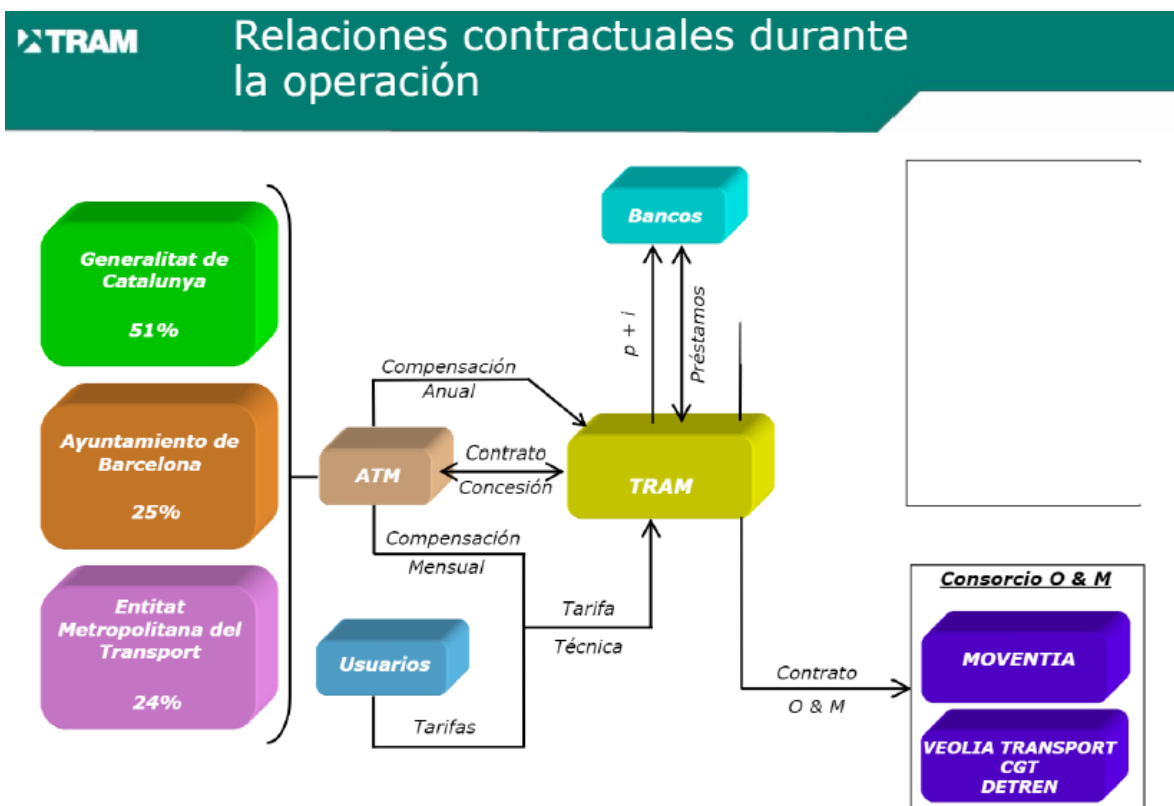 TRAM
Relaciones contractuales durante
la operación
Bancos
Generalitat de
Catalunya
51%
p + i
Préstamos
Compensación
Anual
Ayuntamiento de
Barcelona
25%
ATM
Contrato
Concesión
TRAM
Compensación
Mensual
Entitat
Metropolitana del
Transport
24%
Tarifa
Técnica
Usuarios
Tarifas
Contrato
O & M
Consorcio O & M
MOVENTIA
VEOLIA TRANSPORT
CGT
DETREN